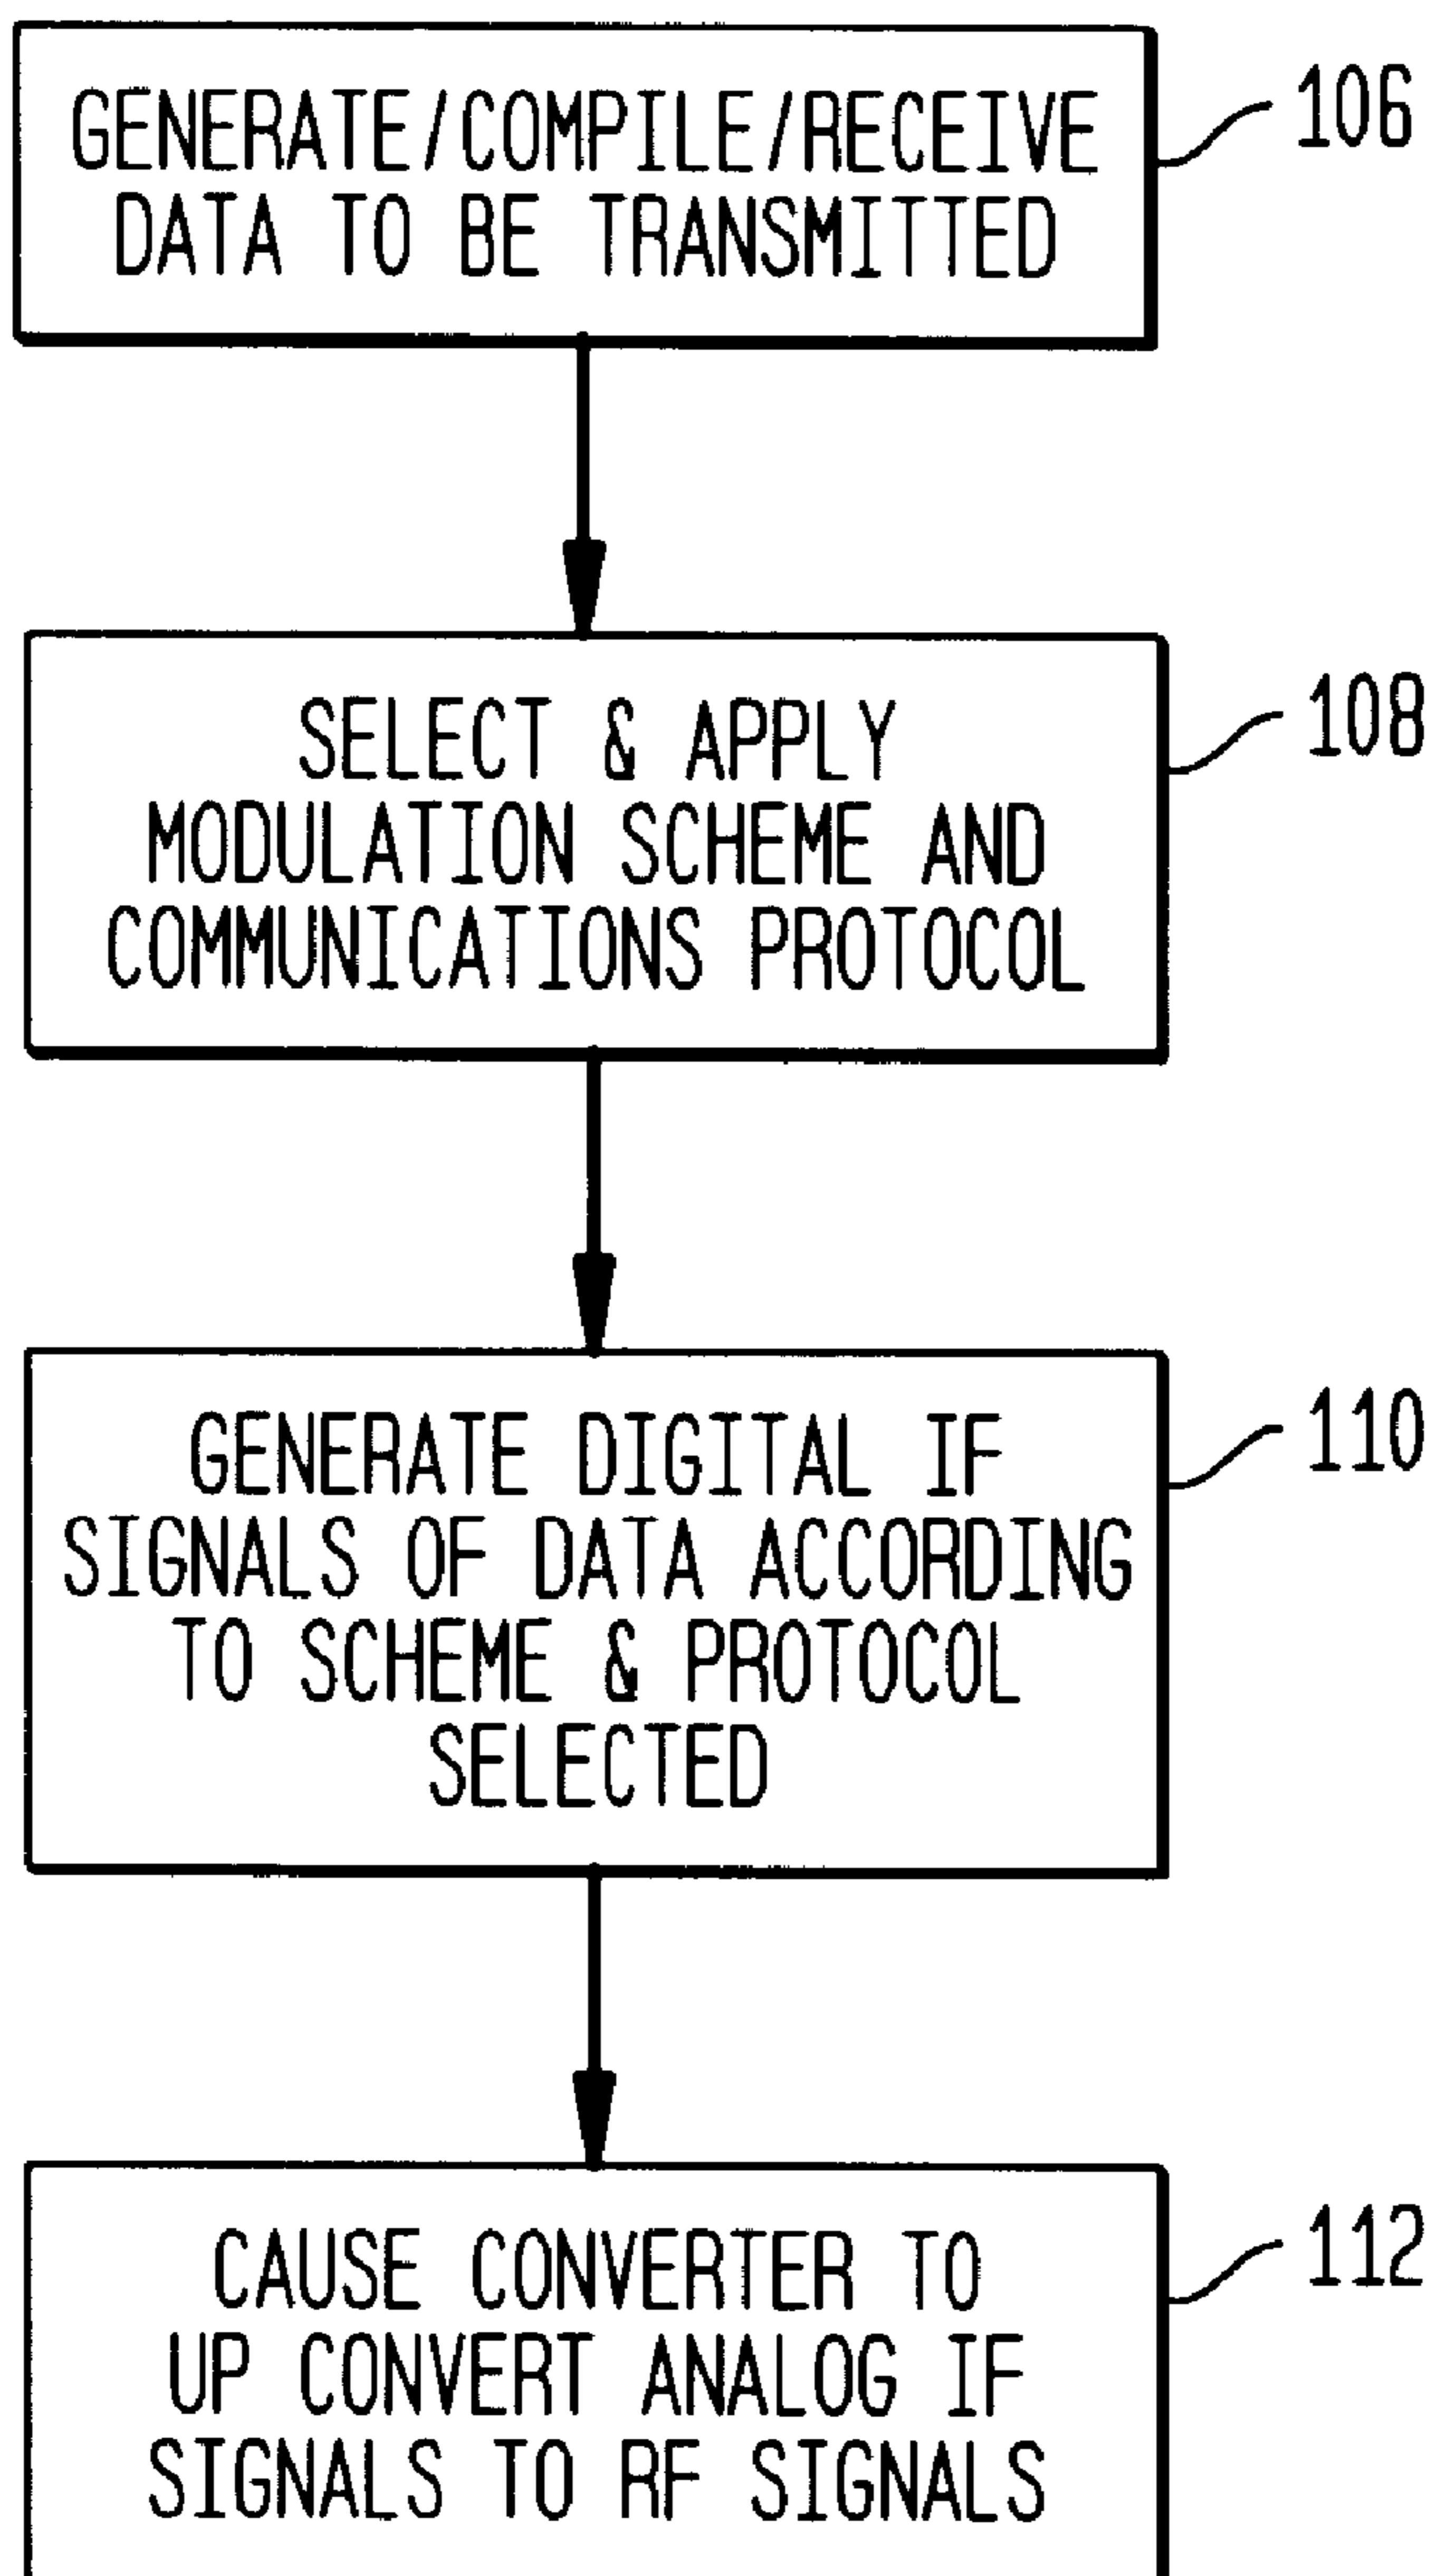 GENERATE/COMPILE/RECEIVE
DATA TO BE TRANSMITTED
106
SELECT & APPLY
MODULATION SCHEME AND
COMMUNICATIONS PROTOCOL
108
GENERATE DIGITAL IF
SIGNALS OF DATA ACCORDING
TO SCHEME & PROTOCOL
SELECTED
110
CAUSE CONVERTER TO
UP CONVERT ANALOG IF
SIGNALS TO RF SIGNALS
112